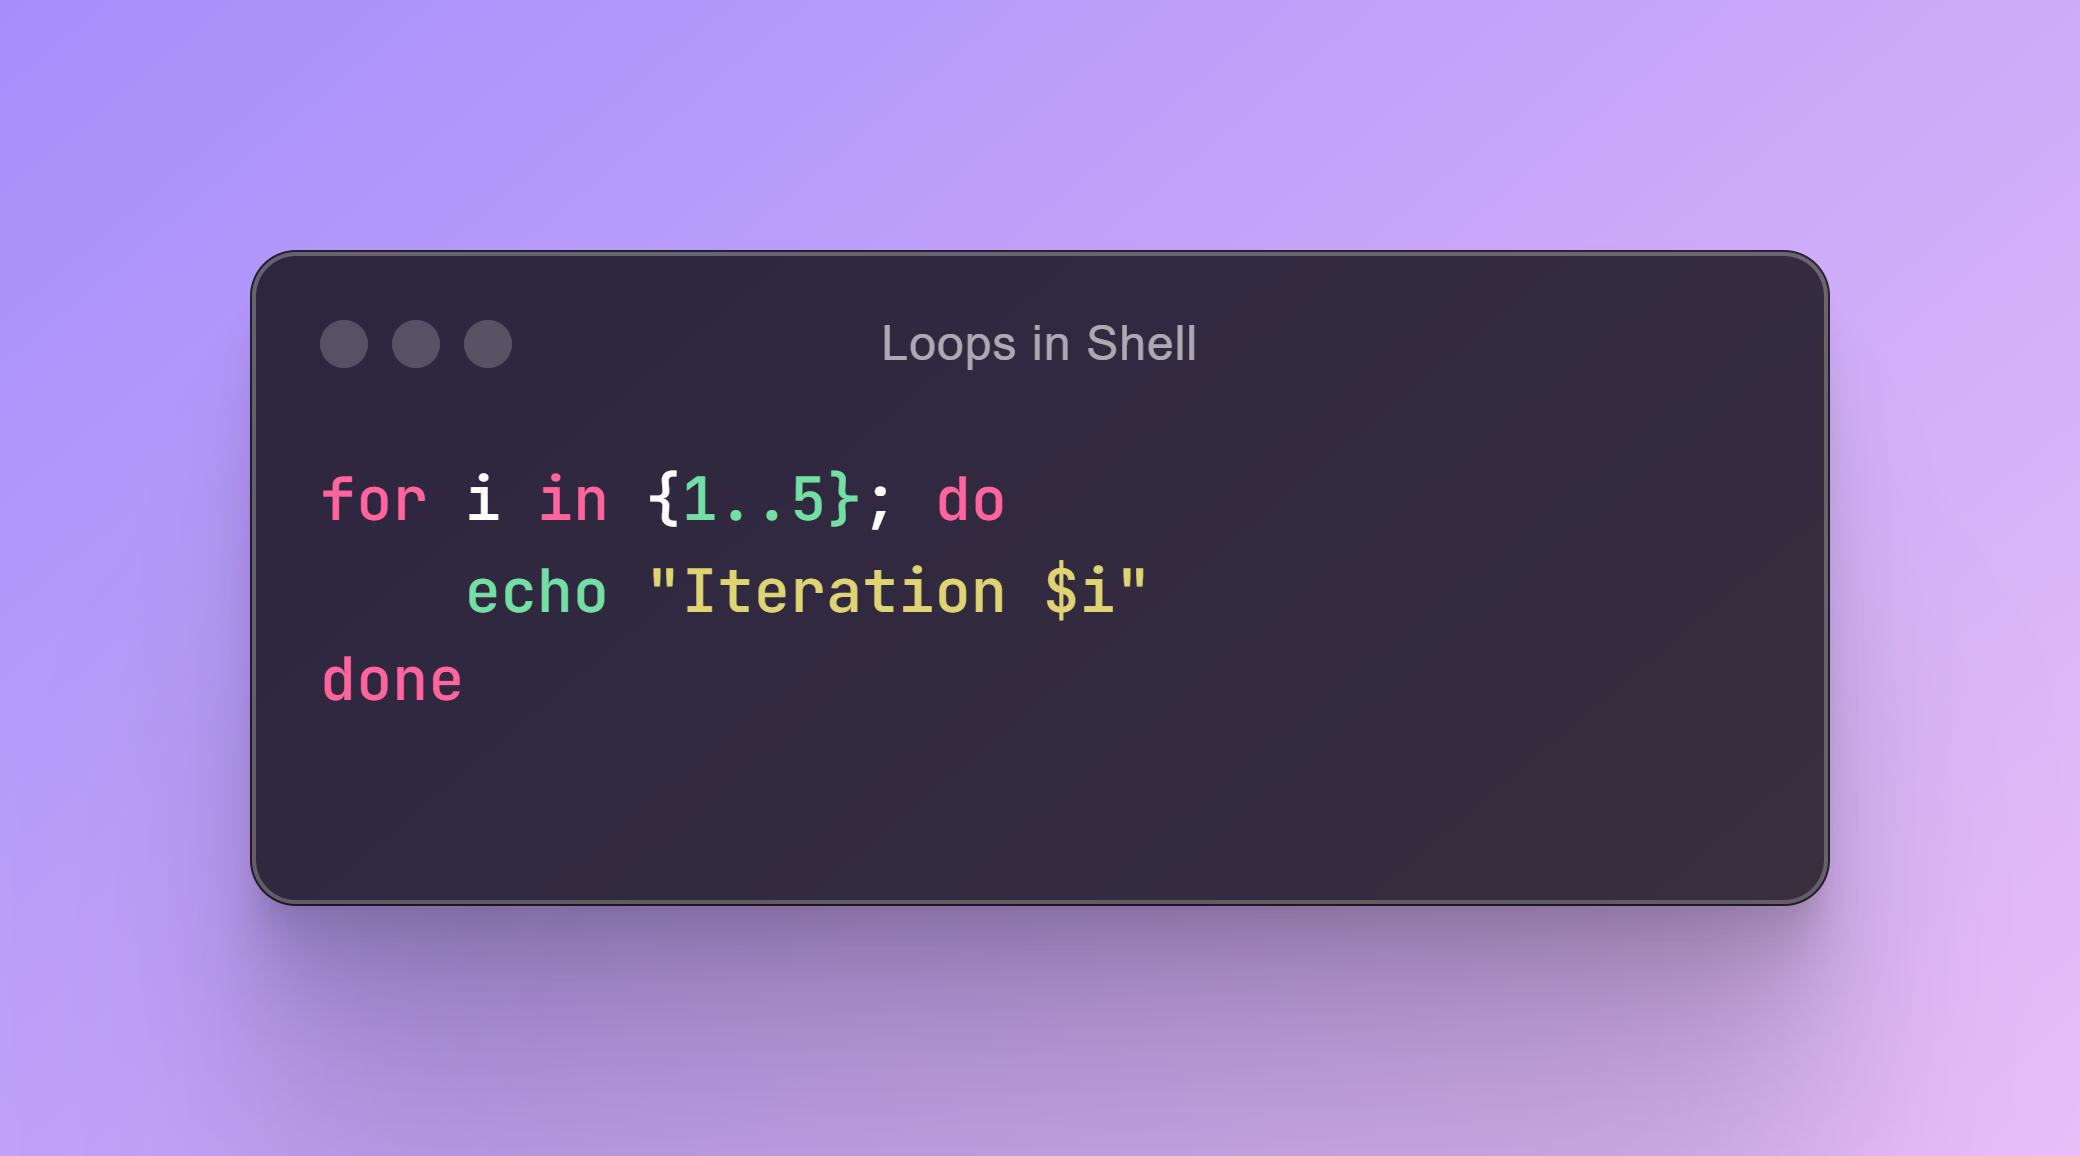 Loops in Shell
for i in {1..5}; do
    echo "Iteration $i"
done